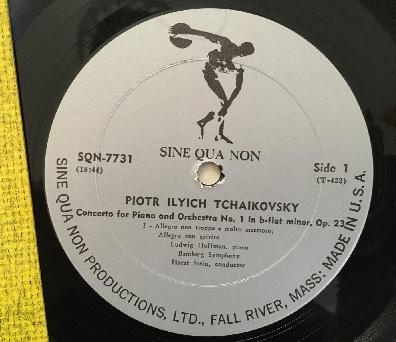 SINE QUA NON
SQN-7731
(18:44)
Side 1
(T-433)
PIOTR ILYICH TCHAIKOVSKY
Concerto for Piano and Orchestra No. 1 in b-flat minor, Op. 23
I - Allegro non troppo e molto maestoso;
Allegro con spirito
Ludwig Hoffman, piano
Bamberg Symphony
Horst Stein, conductor
SINE QUA NON PRODUCTIONS, LTD., FALL RIVER, MASS: MADE IN U.S.A.